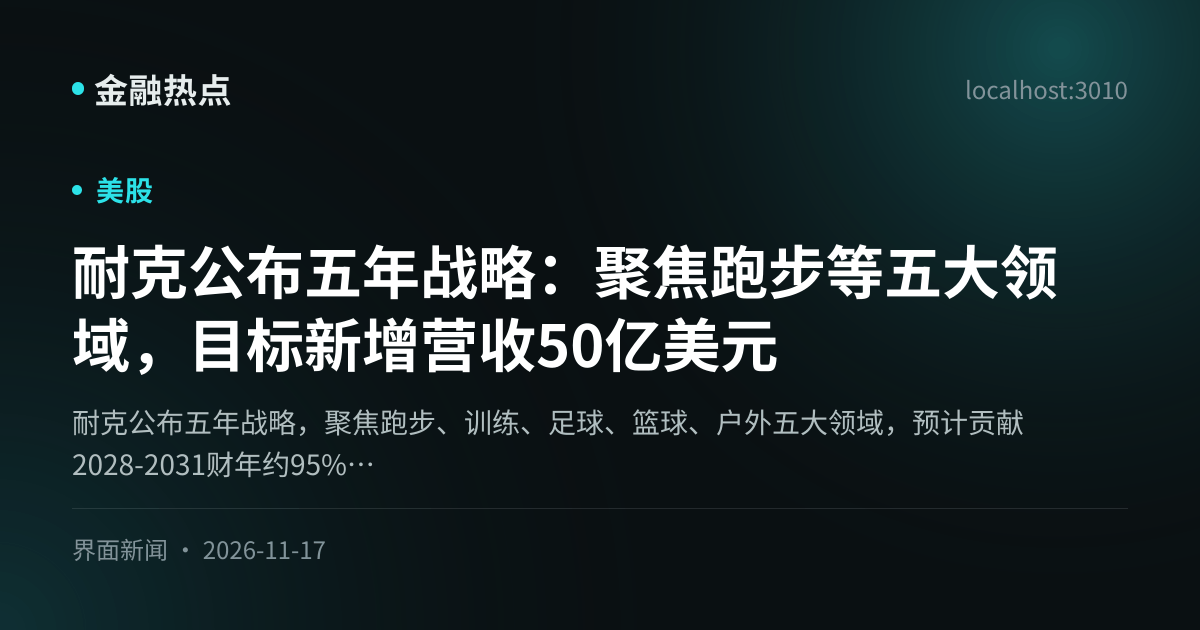 金融热点
localhost:3010
美股
耐克公布五年战略：聚焦跑步等五大领
域，目标新增营收50亿美元
耐克公布五年战略，聚焦跑步、训练、足球、篮球、户外五大领域，预计贡献
2028-2031财年约95%⋯
界面新闻 · 2026-11-17